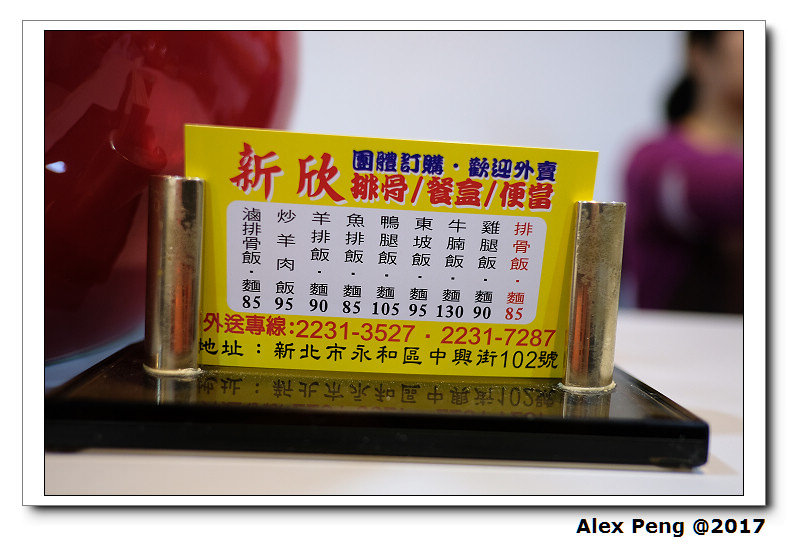 新欣
團體訂購・歡迎外賣
排骨/餐盒/便當
排骨飯・麵 85
雞腿飯・麵 90
牛腩飯・麵 130
東坡飯・麵 95
鴨腿飯・麵 105
魚排飯・麵 85
羊排飯・麵 90
炒羊肉飯 95
滷排骨飯・麵 85
外送專線:2231-3527・2231-7287
地址：新北市永和區中興街102號
Alex Peng @2017